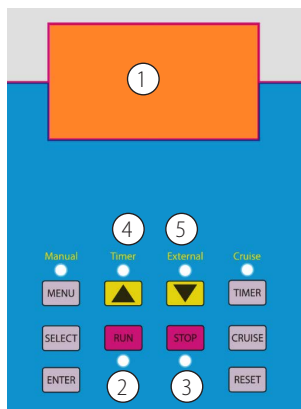 1
4 5
Manual Timer External Cruise
MENU TIMER
SELECT RUN STOP CRUISE
ENTER 2 3 RESET